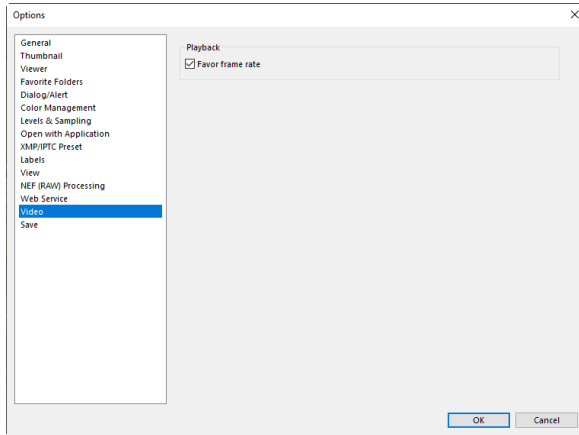 Options
General
Thumbnail
Viewer
Favorite Folders
Dialog/Alert
Color Management
Levels & Sampling
Open with Application
XMP/IPTC Preset
Labels
View
NEF (RAW) Processing
Web Service
Video
Save
Playback
Favor frame rate
OK
Cancel